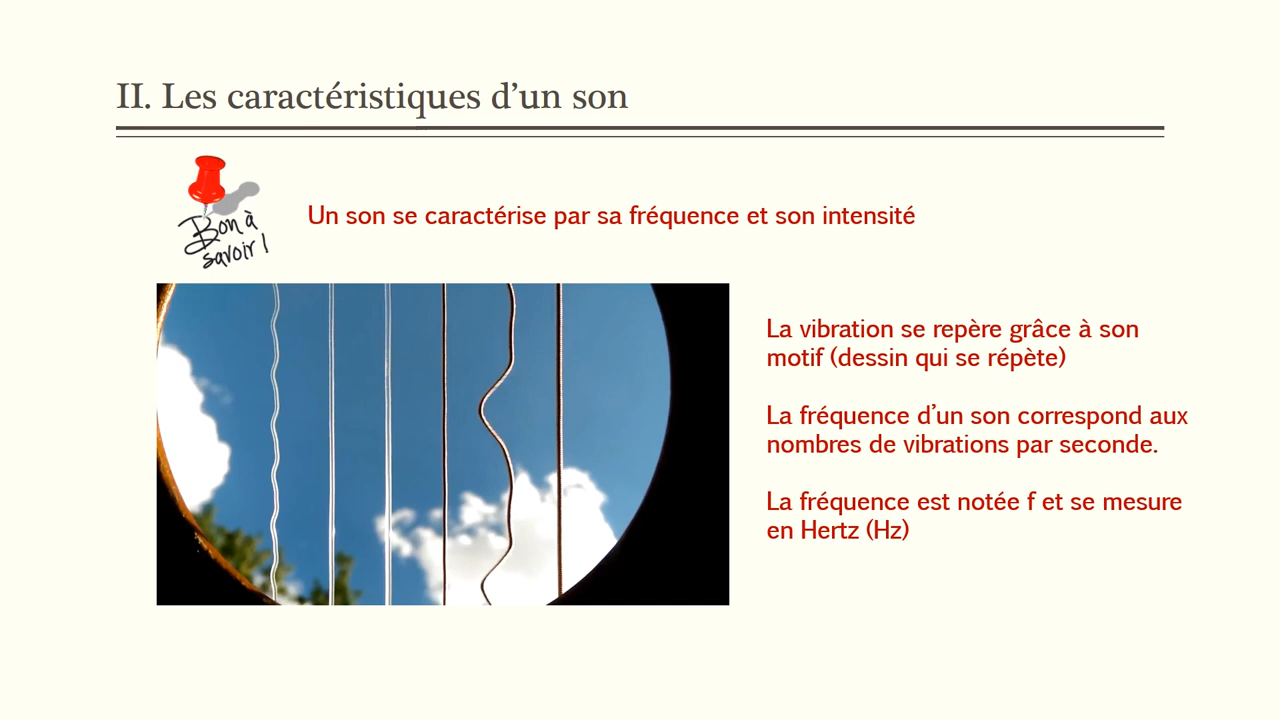 II. Les caractéristiques d’un son
Bon à
savoir !
Un son se caractérise par sa fréquence et son intensité
La vibration se repère grâce à son
motif (dessin qui se répète)
La fréquence d’un son correspond aux
nombres de vibrations par seconde.
La fréquence est notée f et se mesure
en Hertz (Hz)